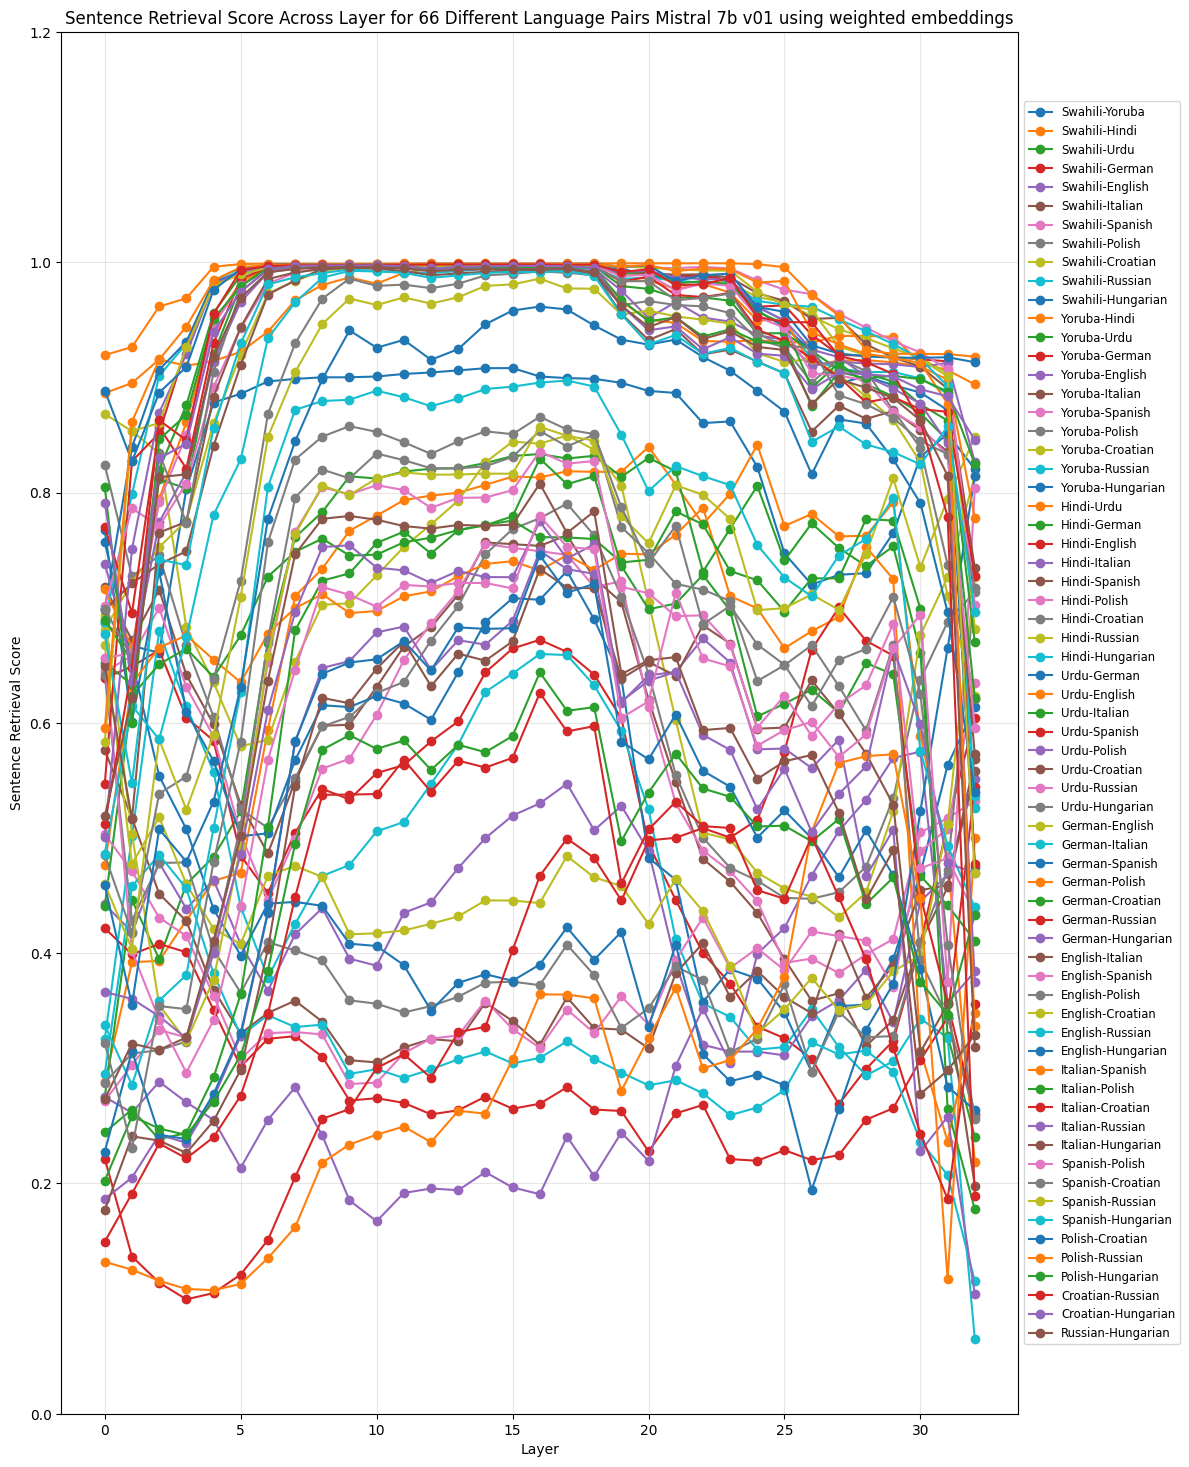 Sentence Retrieval Score Across Layer for 66 Different Language Pairs Mistral 7b v01 using weighted embeddings
1.2
1.0
0.8
0.6
0.4
0.2
0.0
Sentence Retrieval Score
0 5 10 15 20 25 30
Layer
Swahili-Yoruba
Swahili-Hindi
Swahili-Urdu
Swahili-German
Swahili-English
Swahili-Italian
Swahili-Spanish
Swahili-Polish
Swahili-Croatian
Swahili-Russian
Swahili-Hungarian
Yoruba-Hindi
Yoruba-Urdu
Yoruba-German
Yoruba-English
Yoruba-Italian
Yoruba-Spanish
Yoruba-Polish
Yoruba-Croatian
Yoruba-Russian
Yoruba-Hungarian
Hindi-Urdu
Hindi-German
Hindi-English
Hindi-Italian
Hindi-Spanish
Hindi-Polish
Hindi-Croatian
Hindi-Russian
Hindi-Hungarian
Urdu-German
Urdu-English
Urdu-Italian
Urdu-Spanish
Urdu-Polish
Urdu-Croatian
Urdu-Russian
Urdu-Hungarian
German-English
German-Italian
German-Spanish
German-Polish
German-Croatian
German-Russian
German-Hungarian
English-Italian
English-Spanish
English-Polish
English-Croatian
English-Russian
English-Hungarian
Italian-Spanish
Italian-Polish
Italian-Croatian
Italian-Russian
Italian-Hungarian
Spanish-Polish
Spanish-Croatian
Spanish-Russian
Spanish-Hungarian
Polish-Croatian
Polish-Russian
Polish-Hungarian
Croatian-Russian
Croatian-Hungarian
Russian-Hungarian